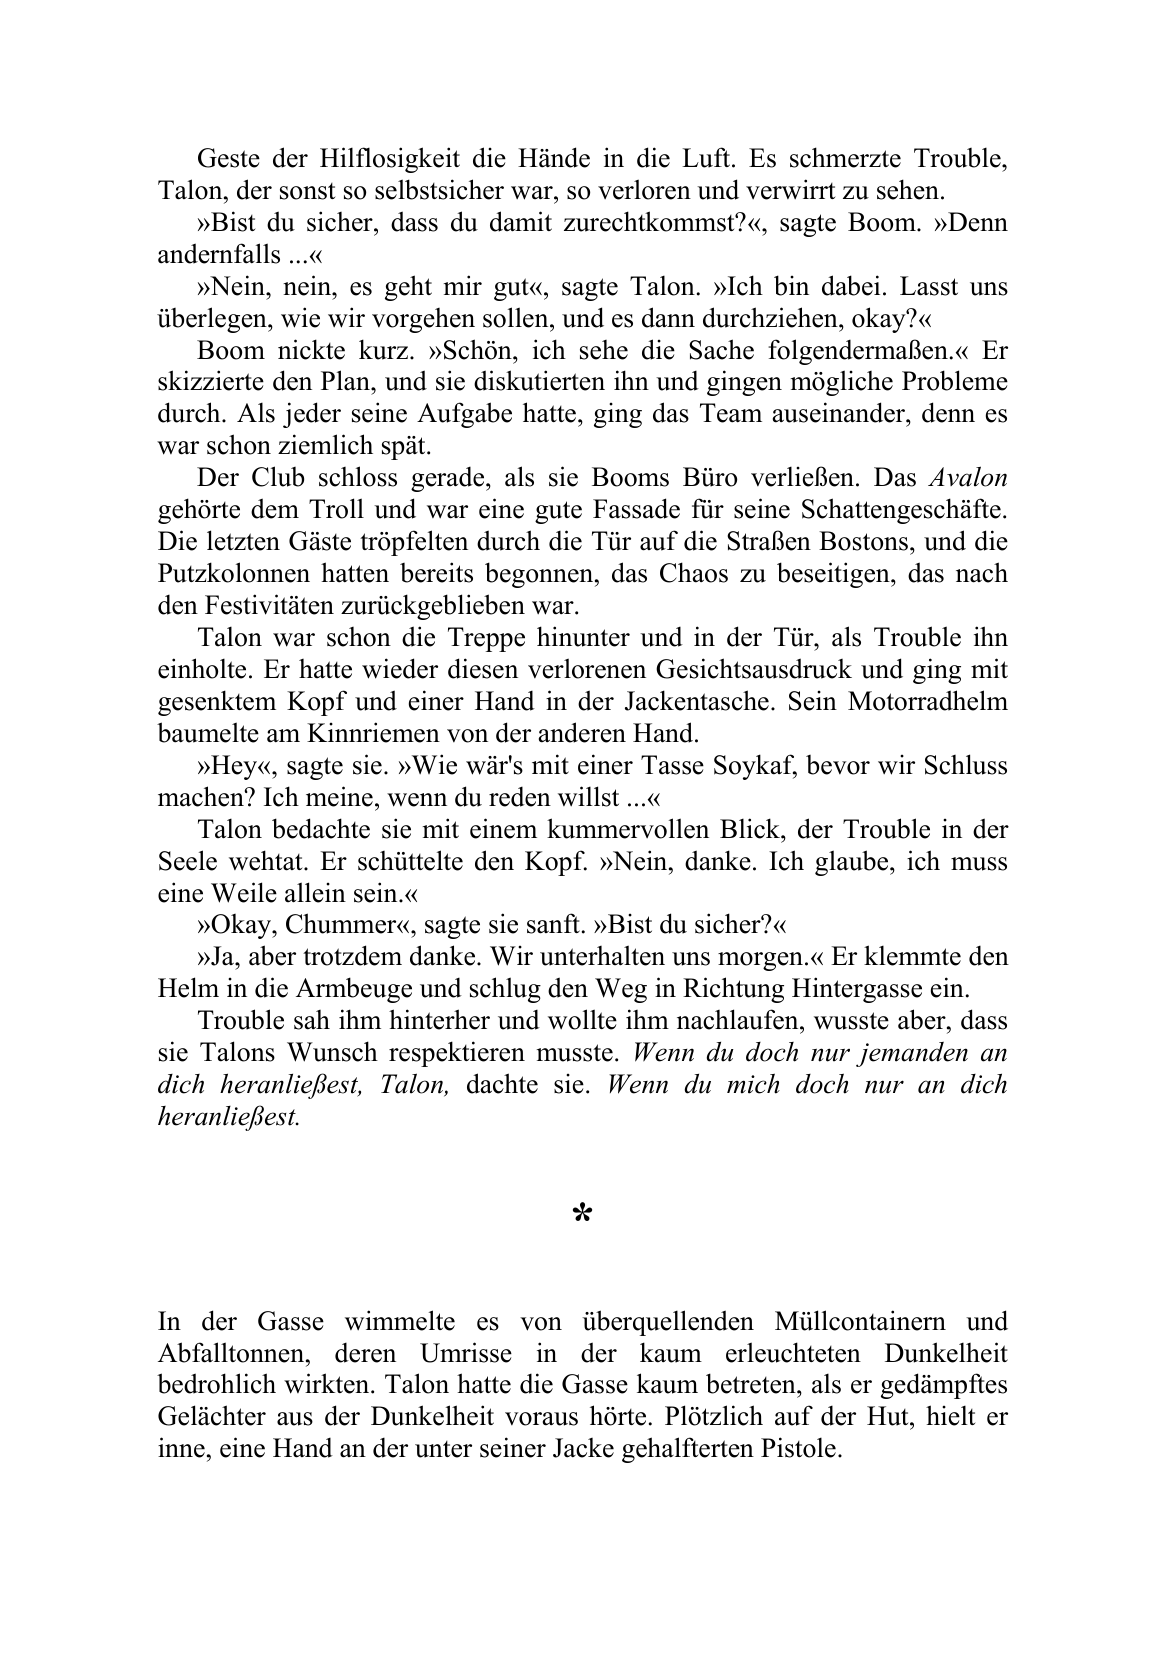 Geste der Hilflosigkeit die Hände in die Luft. Es schmerzte Trouble,
Talon, der sonst so selbstsicher war, so verloren und verwirrt zu sehen.
»Bist du sicher, dass du damit zurechtkommst?«, sagte Boom. »Denn
andernfalls ...«
»Nein, nein, es geht mir gut«, sagte Talon. »Ich bin dabei. Lasst uns
überlegen, wie wir vorgehen sollen, und es dann durchziehen, okay?«
Boom nickte kurz. »Schön, ich sehe die Sache folgendermaßen.« Er
skizzierte den Plan, und sie diskutierten ihn und gingen mögliche Probleme
durch. Als jeder seine Aufgabe hatte, ging das Team auseinander, denn es
war schon ziemlich spät.
Der Club schloss gerade, als sie Booms Büro verließen. Das Avalon
gehörte dem Troll und war eine gute Fassade für seine Schattengeschäfte.
Die letzten Gäste tröpfelten durch die Tür auf die Straßen Bostons, und die
Putzkolonnen hatten bereits begonnen, das Chaos zu beseitigen, das nach
den Festivitäten zurückgeblieben war.
Talon war schon die Treppe hinunter und in der Tür, als Trouble ihn
einholte. Er hatte wieder diesen verlorenen Gesichtsausdruck und ging mit
gesenktem Kopf und einer Hand in der Jackentasche. Sein Motorradhelm
baumelte am Kinnriemen von der anderen Hand.
»Hey«, sagte sie. »Wie wär's mit einer Tasse Soykaf, bevor wir Schluss
machen? Ich meine, wenn du reden willst ...«
Talon bedachte sie mit einem kummervollen Blick, der Trouble in der
Seele wehtat. Er schüttelte den Kopf. »Nein, danke. Ich glaube, ich muss
eine Weile allein sein.«
»Okay, Chummer«, sagte sie sanft. »Bist du sicher?«
»Ja, aber trotzdem danke. Wir unterhalten uns morgen.« Er klemmte den
Helm in die Armbeuge und schlug den Weg in Richtung Hintergasse ein.
Trouble sah ihm hinterher und wollte ihm nachlaufen, wusste aber, dass
sie Talons Wunsch respektieren musste. Wenn du doch nur jemanden an
dich heranließest, Talon, dachte sie. Wenn du mich doch nur an dich
heranließest.
*
In der Gasse wimmelte es von überquellenden Müllcontainern und
Abfalltonnen, deren Umrisse in der kaum erleuchteten Dunkelheit
bedrohlich wirkten. Talon hatte die Gasse kaum betreten, als er gedämpftes
Gelächter aus der Dunkelheit voraus hörte. Plötzlich auf der Hut, hielt er
inne, eine Hand an der unter seiner Jacke gehalfterten Pistole.